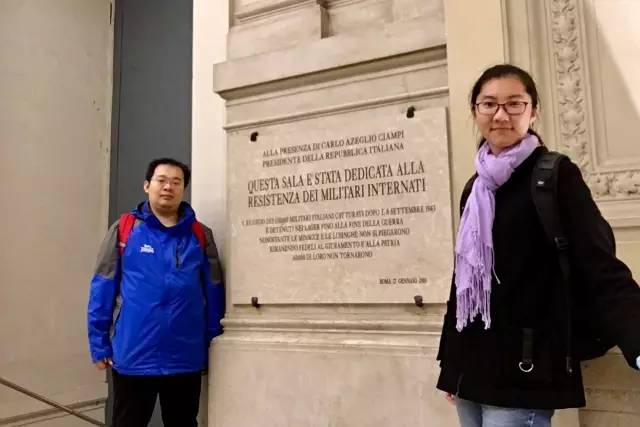 ALLA PRESENZA DI CARLO AZEGLIO CIAMPI
PRESIDENTE DELLA REPUBBLICA ITALIANA
QUESTA SALA E STATA DEDICATA ALLA
RESISTENZA DEI MILITARI INTERNATI
MILITARI ITALIANI CATTURATI DOPO L 8 SETTEMBRE 1943
E DETENUTI NEI LAGER FINO ALLA FINE DELLA GUERRA
NONOSTANTE LE MINACCE E LE LUSINGHE NON SI PIEGARONO
RIMANENDO FEDELI AL GIURAMENTO E ALLA PATRIA
DI LORO NON TORNARONO
ROMA 27 GENNAIO